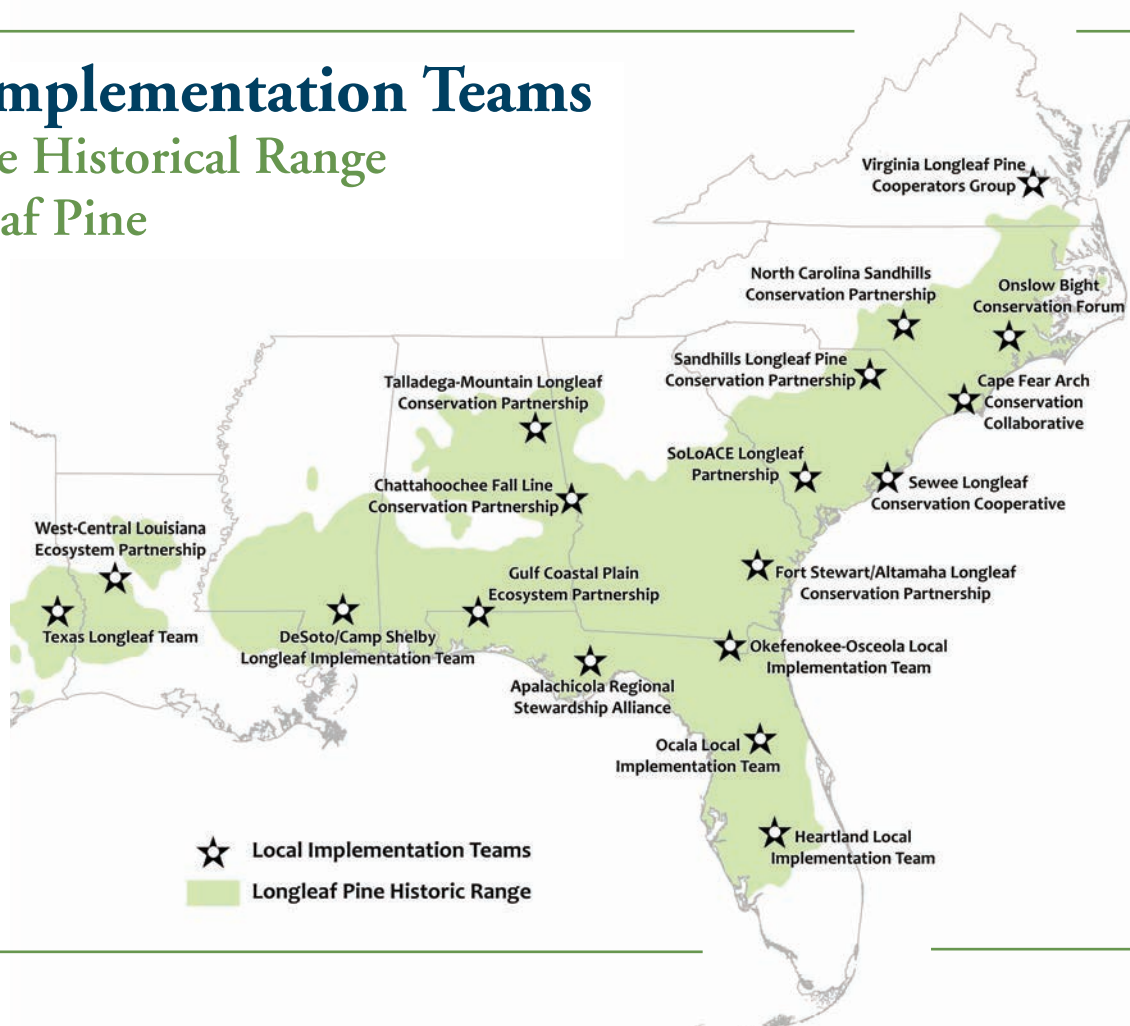 mplementation Teams
e Historical Range
af Pine
Virginia Longleaf Pine
Cooperators Group
North Carolina Sandhills
Conservation Partnership
Onslow Bight
Conservation Forum
Sandhills Longleaf Pine
Conservation Partnership
Cape Fear Arch
Conservation
Collaborative
Talladega-Mountain Longleaf
Conservation Partnership
SoLoACE Longleaf
Partnership
Sewee Longleaf
Conservation Cooperative
Chattahoochee Fall Line
Conservation Partnership
West-Central Louisiana
Ecosystem Partnership
Gulf Coastal Plain
Ecosystem Partnership
Fort Stewart/Altamaha Longleaf
Conservation Partnership
Texas Longleaf Team
DeSoto/Camp Shelby
Longleaf Implementation Team
Okefenokee-Osceola Local
Implementation Team
Apalachicola Regional
Stewardship Alliance
Ocala Local
Implementation Team
Heartland Local
Implementation Team
Local Implementation Teams
Longleaf Pine Historic Range